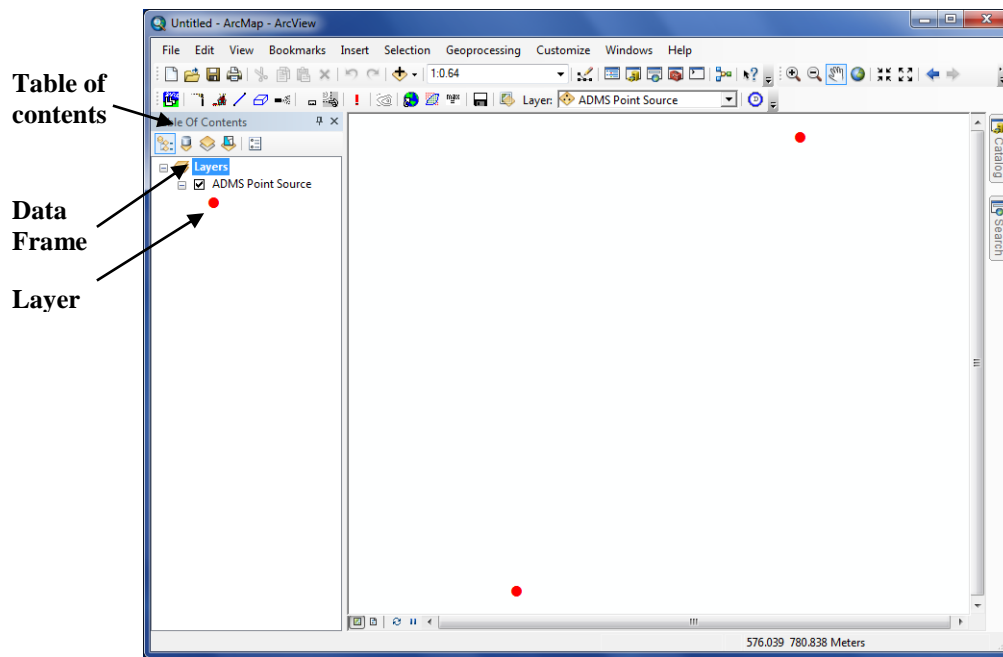 Untitled - ArcMap - ArcView
File Edit View Bookmarks Insert Selection Geoprocessing Customize Windows Help
1:0.64
Layer: ADMS Point Source
Table of
contents
Table Of Contents
Layers
ADMS Point Source
Data
Frame
Layer
Catalog
Search
576.039 780.838 Meters